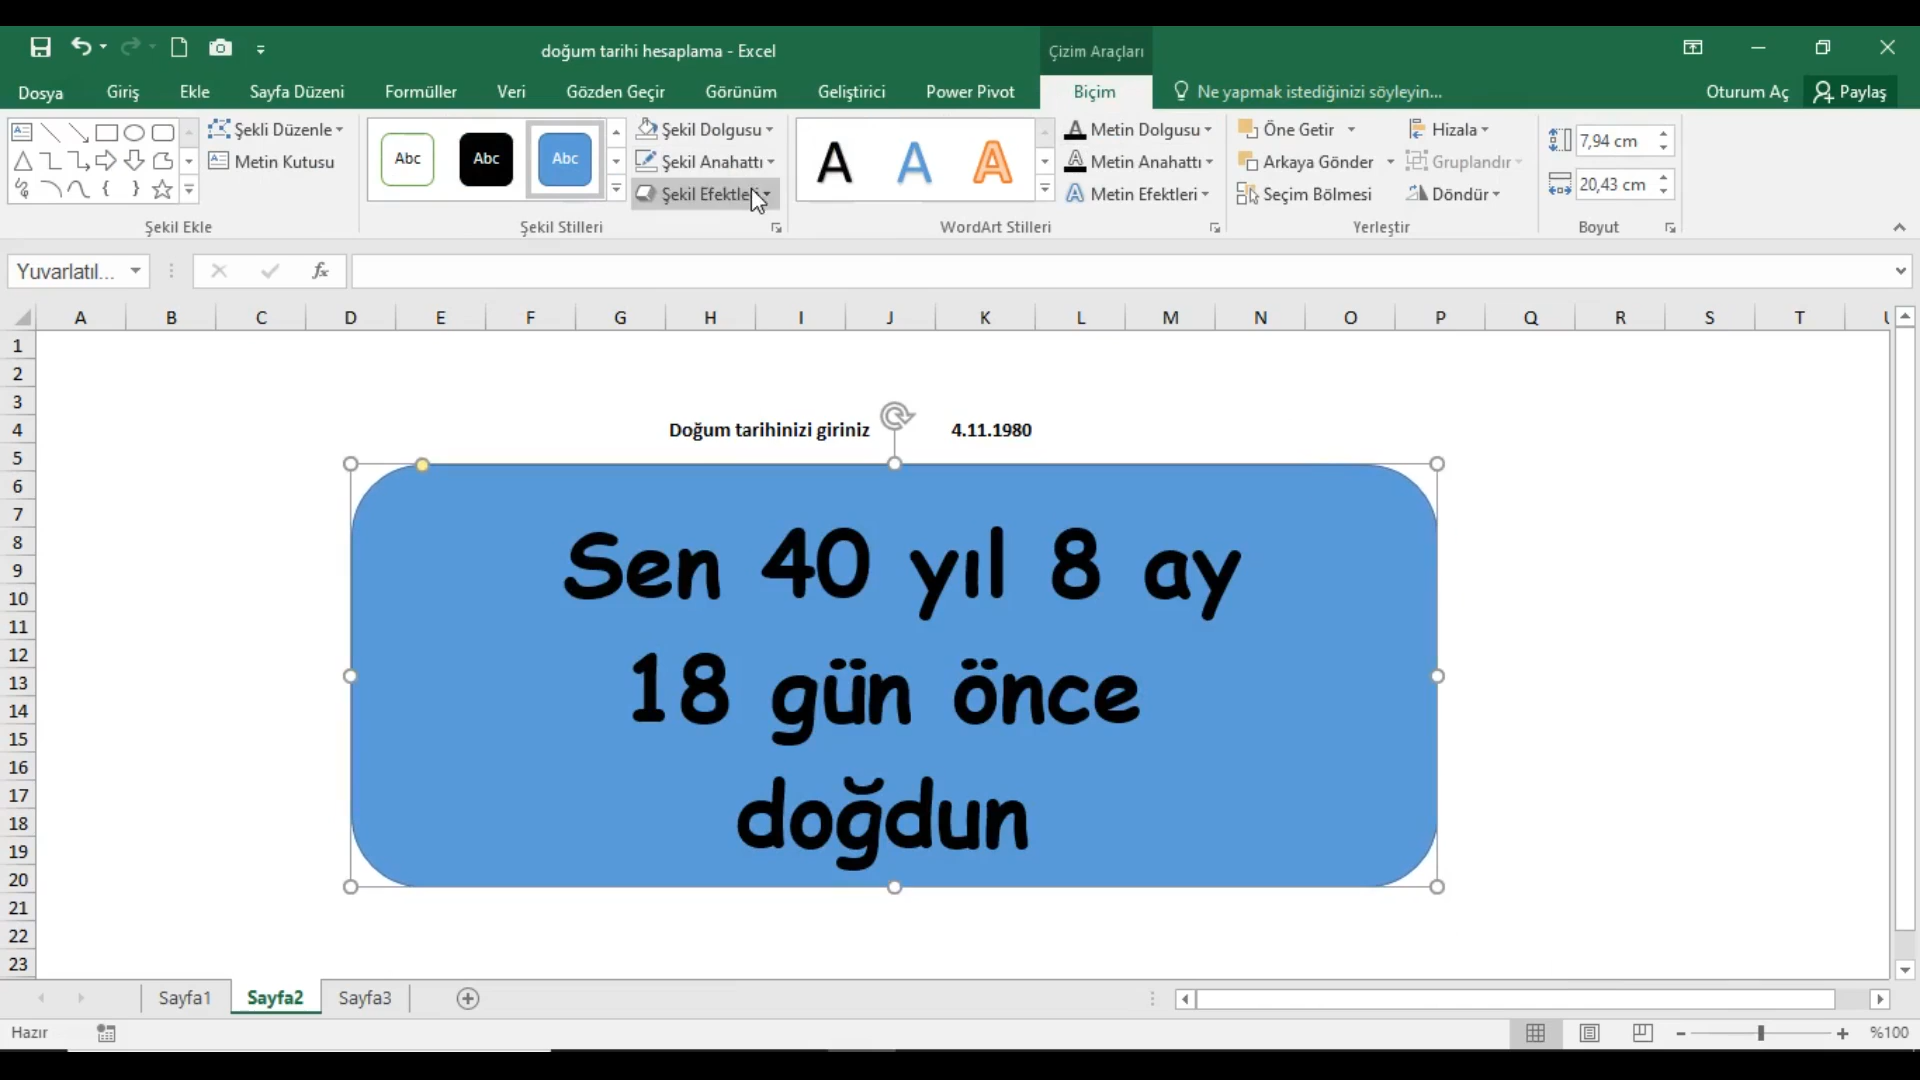 doğum tarihi hesaplama - Excel
Çizim Araçları
Dosya Giriş Ekle Sayfa Düzeni Formüller Veri Gözden Geçir Görünüm Geliştirici Power Pivot Biçim Ne yapmak istediğinizi söyleyin... Oturum Aç Paylaş
Şekli Düzenle
Metin Kutusu
Şekil Ekle
Abc Abc Abc
Şekil Dolgusu
Şekil Anahattı
Şekil Efektleri
Şekil Stilleri
A A A
Metin Dolgusu
Metin Anahattı
Metin Efektleri
WordArt Stilleri
Öne Getir
Arkaya Gönder
Seçim Bölmesi
Hizala
Gruplandır
Döndür
Yerleştir
7,94 cm
20,43 cm
Boyut
Yuvarlatıl... fx
A B C D E F G H I J K L M N O P Q R S T
1
2
3
4 Doğum tarihinizi giriniz 4.11.1980
5
6
7
8
9
10
11
12
13
14
15
16
17
18
19
20
21
22
23
Sen 40 yıl 8 ay
18 gün önce
doğdun
Sayfa1 Sayfa2 Sayfa3
Hazır %100